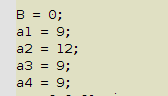 B = 0;
a1 = 9;
a2 = 12;
a3 = 9;
a4 = 9;